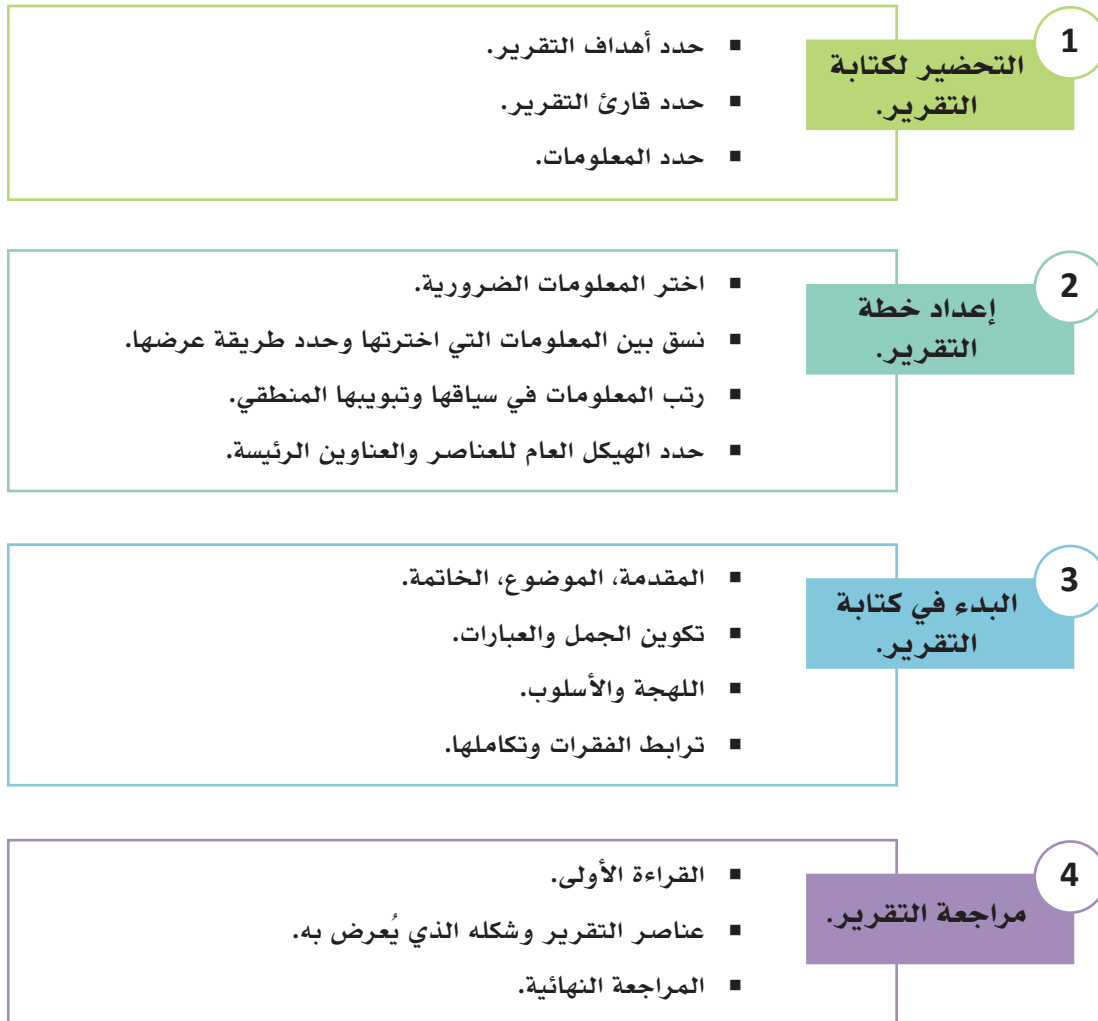 1
التحضير لكتابة
التقرير.
حدد أهداف التقرير.
حدد قارئ التقرير.
حدد المعلومات.
2
إعداد خطة
التقرير.
اختر المعلومات الضرورية.
نسق بين المعلومات التي اخترتها وحدد طريقة عرضها.
رتب المعلومات في سياقها وتبويبها المنطقي.
حدد الهيكل العام للعناصر والعناوين الرئيسة.
3
البدء في كتابة
التقرير.
المقدمة، الموضوع، الخاتمة.
تكوين الجمل والعبارات.
اللهجة والأسلوب.
ترابط الفقرات وتكاملها.
4
مراجعة التقرير.
القراءة الأولى.
عناصر التقرير وشكله الذي يُعرض به.
المراجعة النهائية.